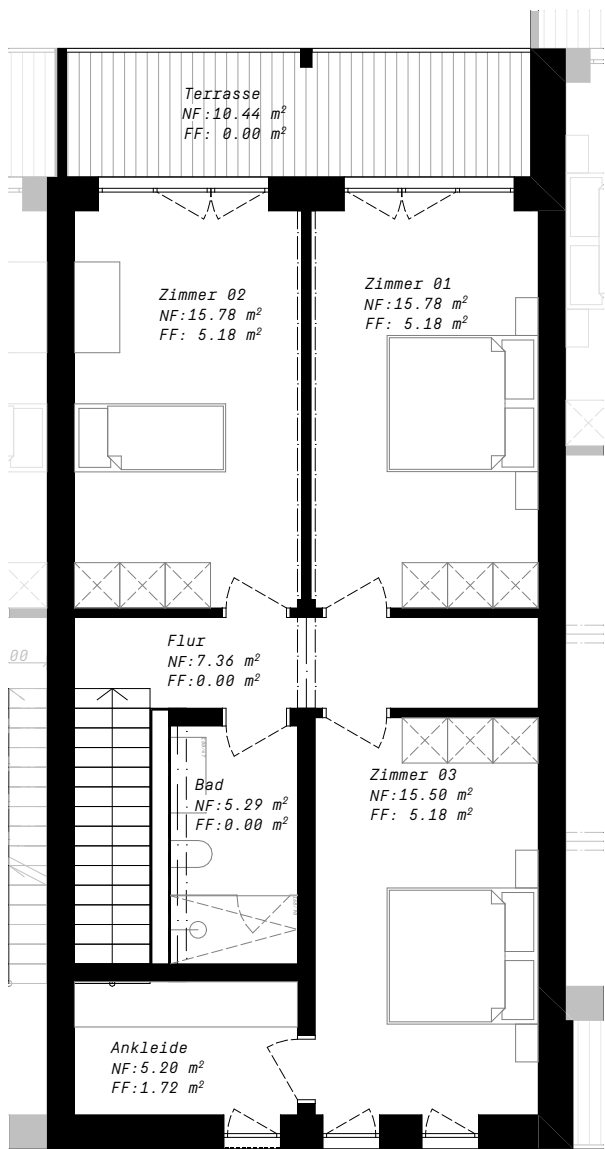 Terrasse
NF:10.44 m²
FF: 0.00 m²
Zimmer 02
NF:15.78 m²
FF: 5.18 m²
Zimmer 01
NF:15.78 m²
FF: 5.18 m²
Flur
NF:7.36 m²
FF:0.00 m²
00
Bad
NF:5.29 m²
FF:0.00 m²
Zimmer 03
NF:15.50 m²
FF: 5.18 m²
Ankleide
NF:5.20 m²
FF:1.72 m²